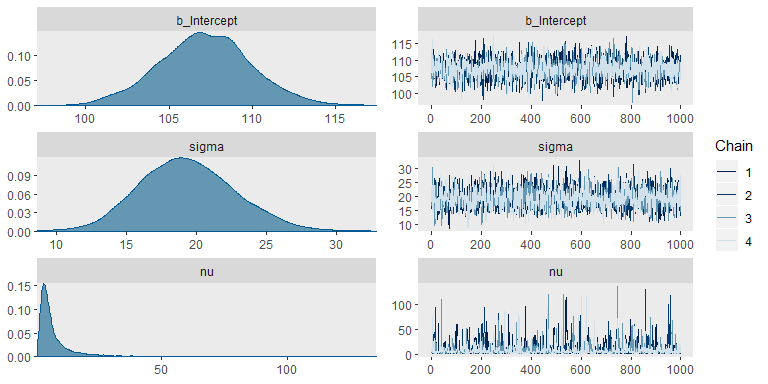 b_Intercept
0.10
0.05
0.00
100 105 110 115
b_Intercept
115
110
105
100
0 200 400 600 800 1000
sigma
0.09
0.06
0.03
0.00
10 15 20 25 30
sigma
30
25
20
15
10
0 200 400 600 800 1000
nu
0.15
0.10
0.05
0.00
50 100
nu
100
50
0
0 200 400 600 800 1000
Chain
1
2
3
4